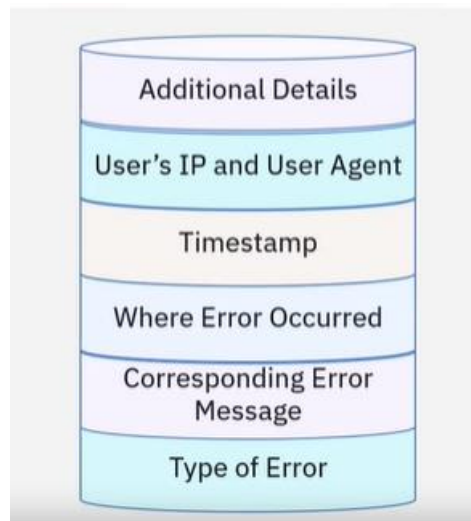 Additional Details
User's IP and User Agent
Timestamp
Where Error Occurred
Corresponding Error
Message
Type of Error